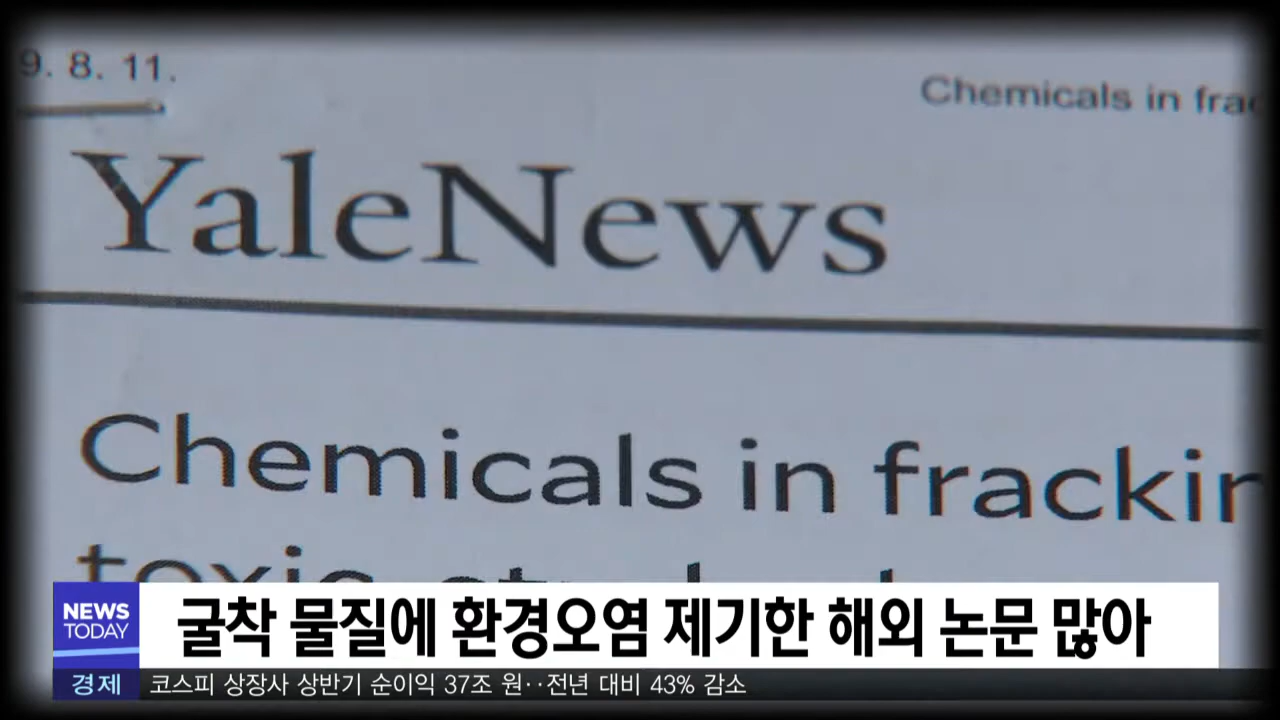 9. 8. 11.
Chemicals in frac
YaleNews
Chemicals in frackin
NEWS
TODAY
굴착 물질에 환경오염 제기한 해외 논문 많아
경제 코스피 상장사 상반기 순이익 37조 원‥전년 대비 43% 감소